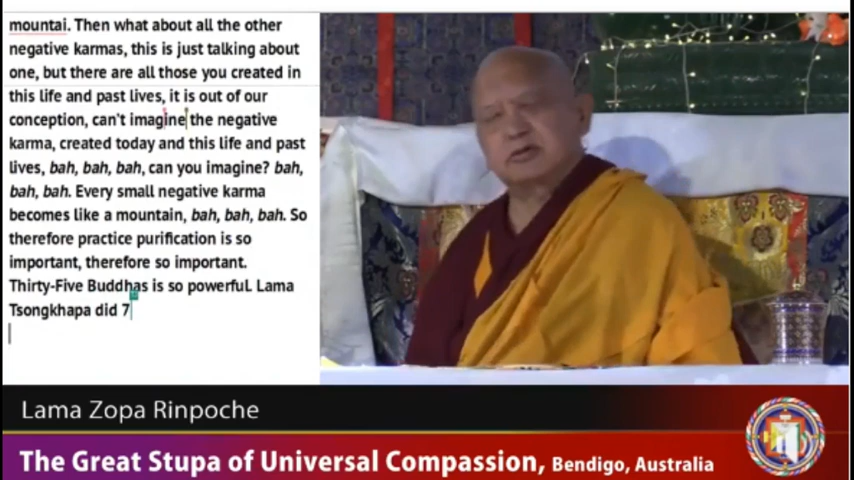 mountai. Then what about all the other
negative karmas, this is just talking about
one, but there are all those you created in
this life and past lives, it is out of our
conception, can't imagine the negative
karma, created today and this life and past
lives, bah, bah, bah, can you imagine? bah,
bah, bah. Every small negative karma
becomes like a mountain, bah, bah, bah. So
therefore practice purification is so
important, therefore so important.
Thirty-Five Buddhas is so powerful. Lama
Tsongkhapa did 7
Lama Zopa Rinpoche
The Great Stupa of Universal Compassion, Bendigo, Australia